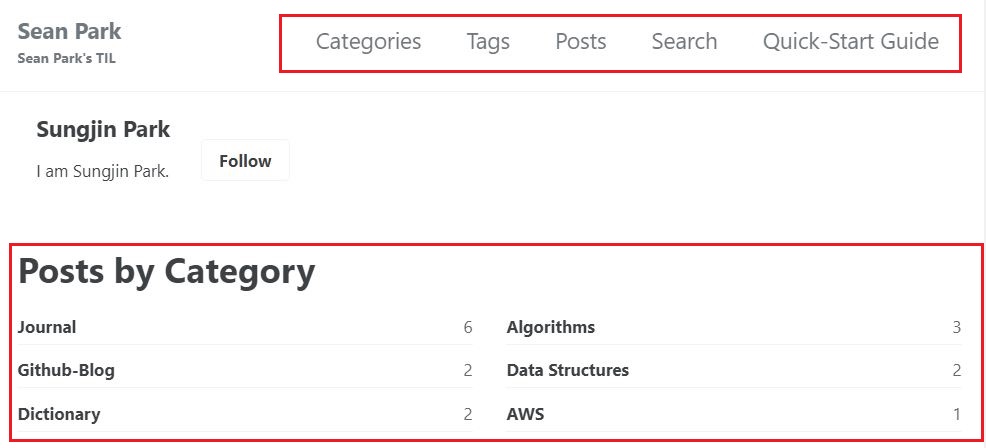 Sean Park
Sean Park's TIL
Categories Tags Posts Search Quick-Start Guide
Sungjin Park
I am Sungjin Park.
Follow
Posts by Category
Journal 6 Algorithms 3
Github-Blog 2 Data Structures 2
Dictionary 2 AWS 1